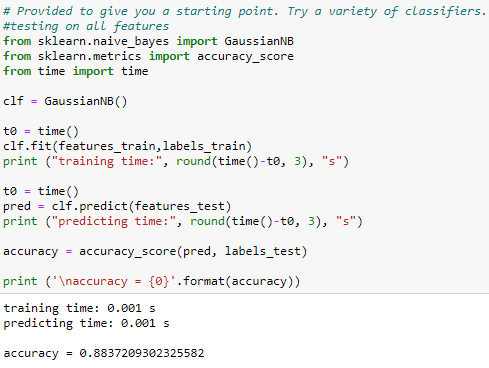 # Provided to give you a starting point. Try a variety of classifiers.
#testing on all features
from sklearn.naive_bayes import GaussianNB
from sklearn.metrics import accuracy_score
from time import time
clf = GaussianNB()
t0 = time()
clf.fit(features_train,labels_train)
print ("training time:", round(time()-t0, 3), "s")
t0 = time()
pred = clf.predict(features_test)
print ("predicting time:", round(time()-t0, 3), "s")
accuracy = accuracy_score(pred, labels_test)
print ('\naccuracy = {0}'.format(accuracy))
training time: 0.001 s
predicting time: 0.001 s
accuracy = 0.8837209302325582